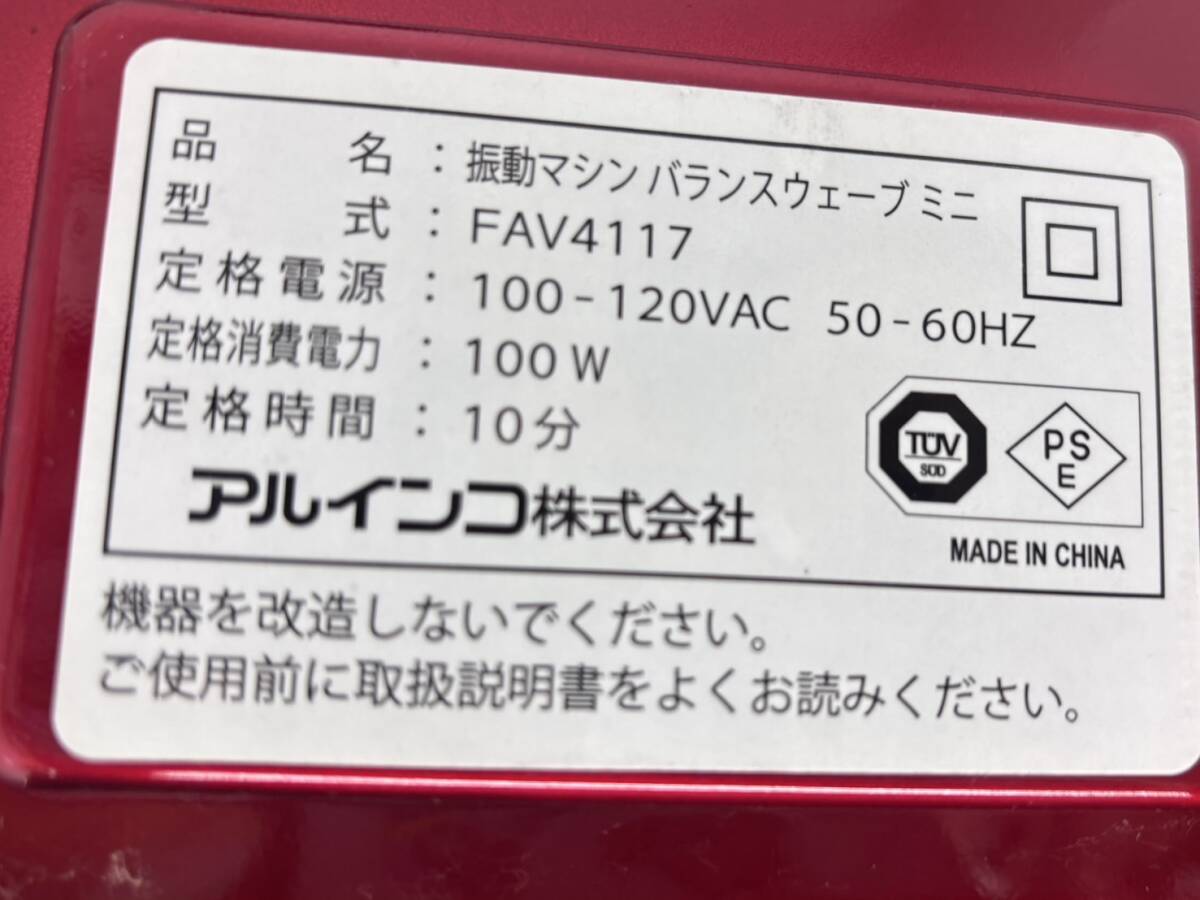 品名：振動マシン バランスウェーブ ミニ
型式：FAV4117
定格電源：100-120VAC 50-60HZ
定格消費電力：100W
定格時間：10分
アルインコ株式会社
TÜV
SÜD
PS
E
MADE IN CHINA
機器を改造しないでください。
ご使用前に取扱説明書をよくお読みください。